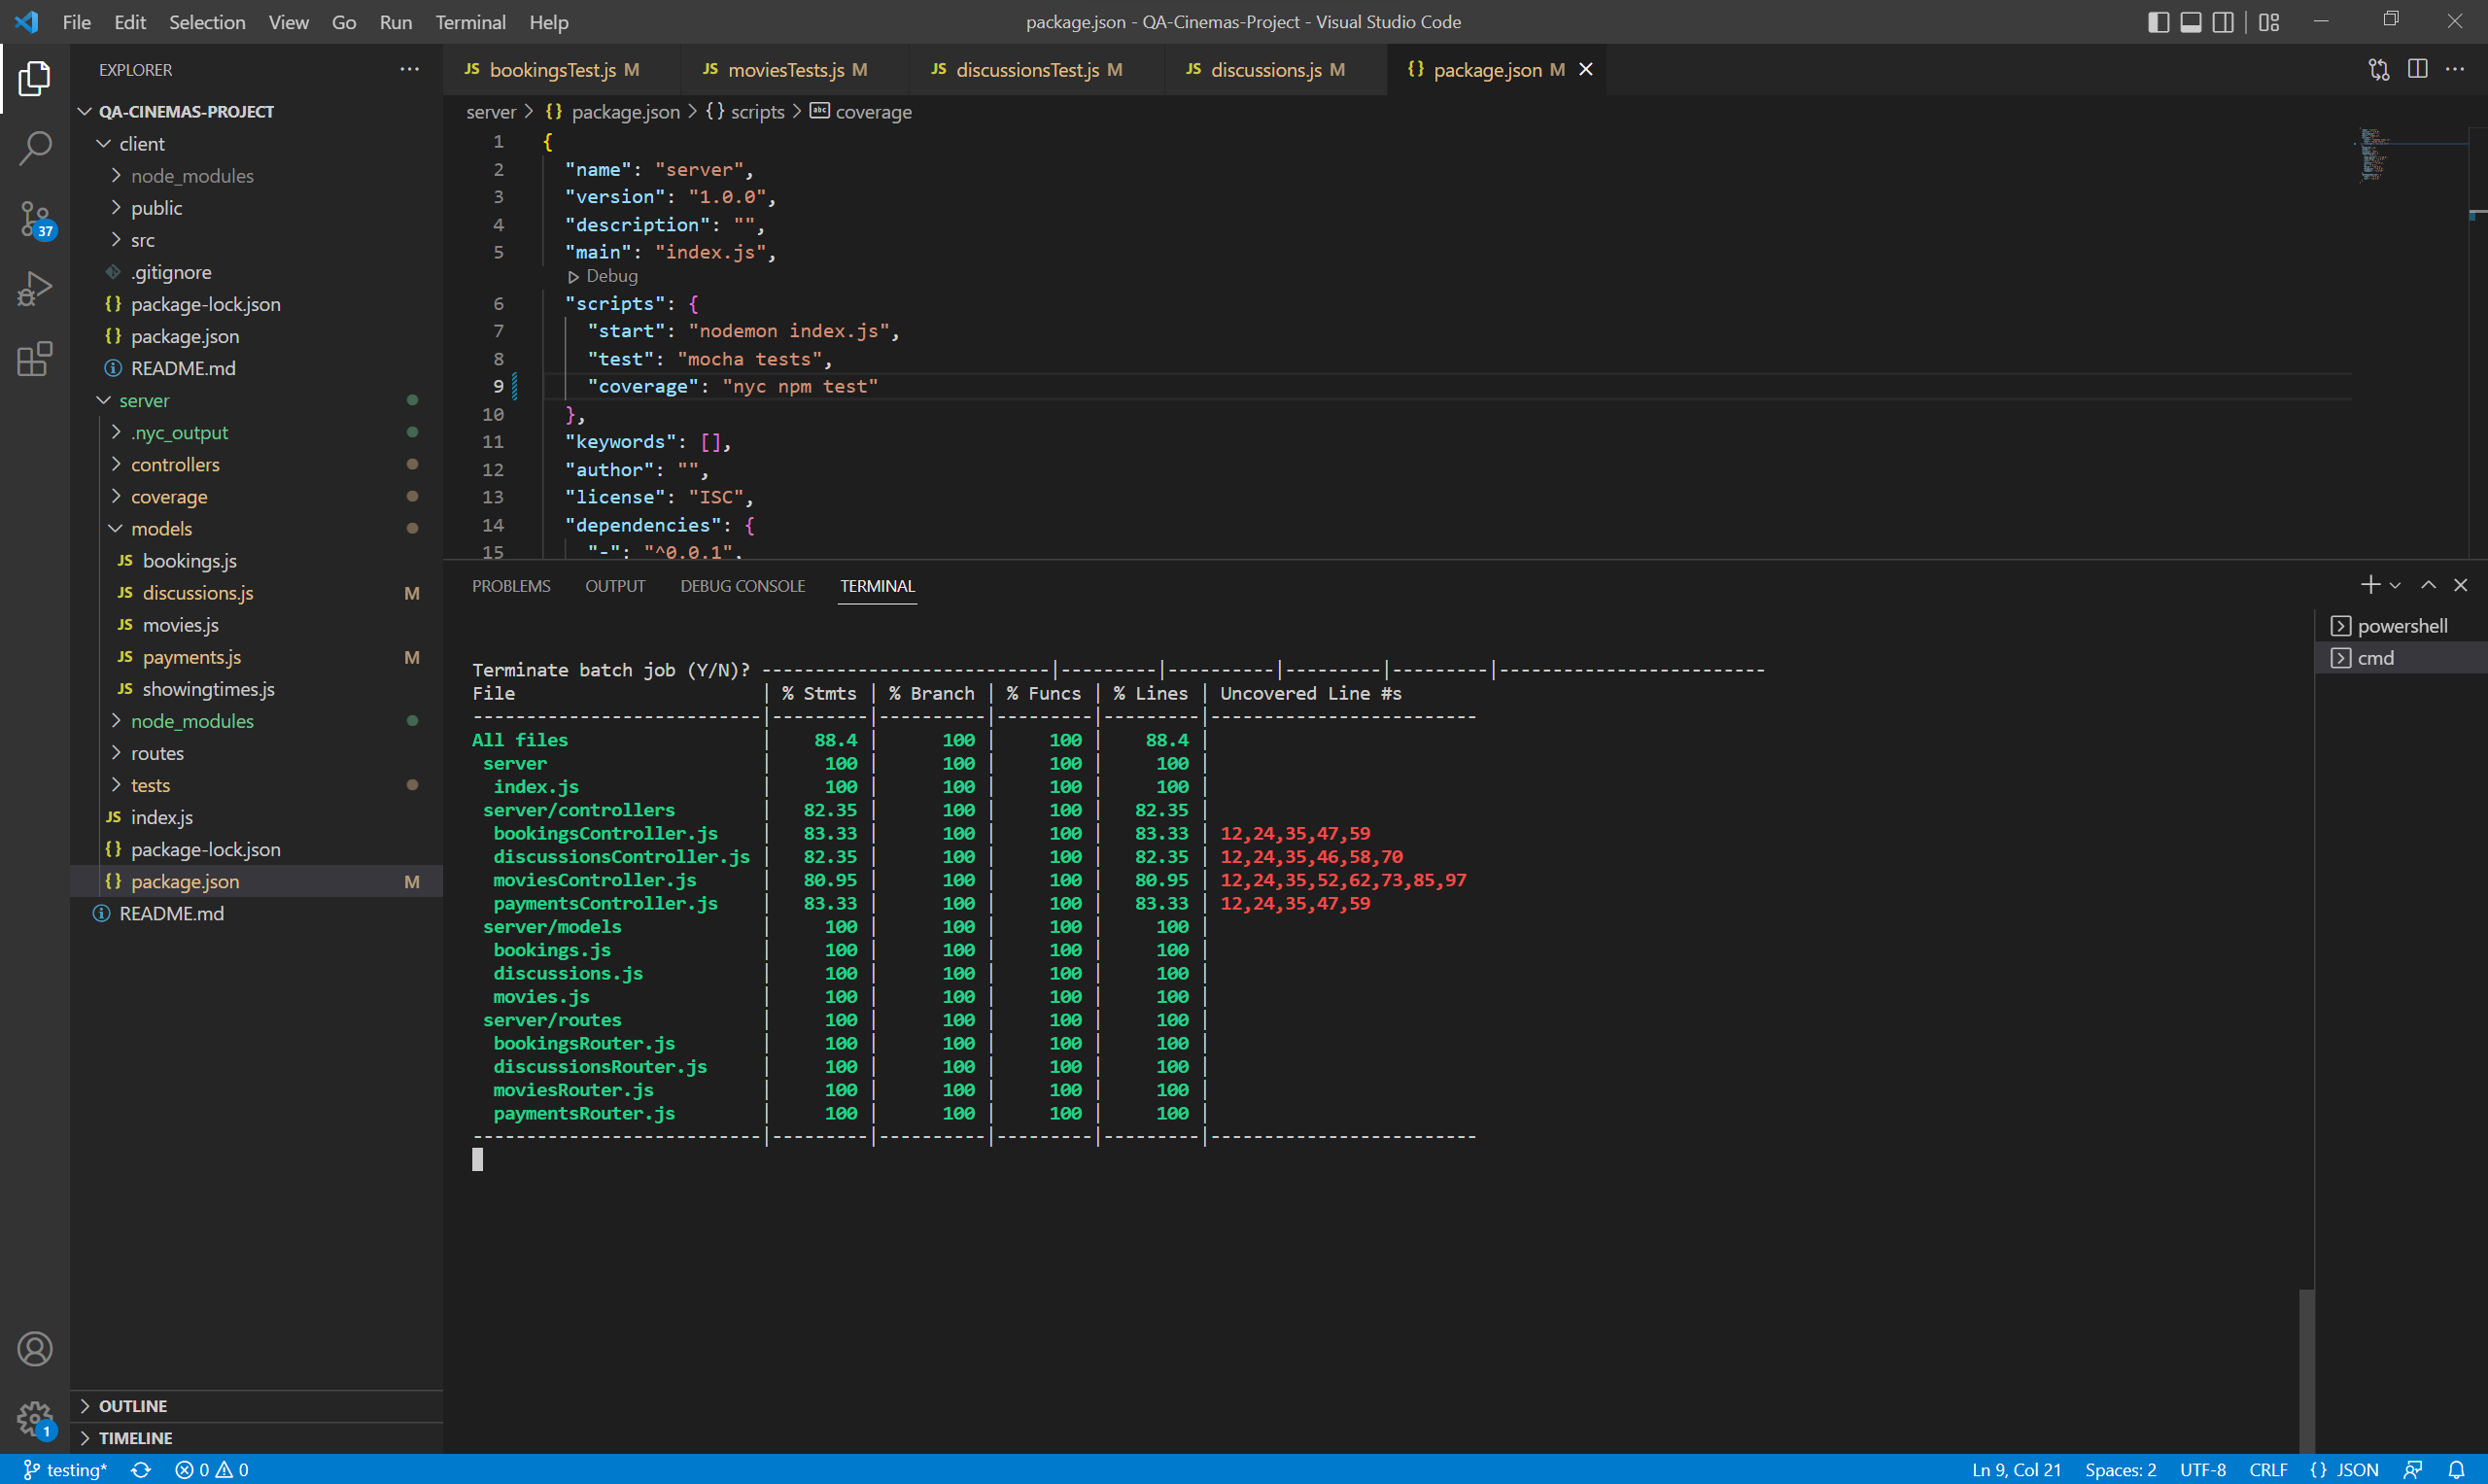 File Edit Selection View Go Run Terminal Help
package.json - QA-Cinemas-Project - Visual Studio Code
EXPLORER
QA-CINEMAS-PROJECT
client
node_modules
public
src
.gitignore
package-lock.json
package.json
README.md
server
.nyc_output
controllers
coverage
models
JS bookings.js
JS discussions.js M
JS movies.js
JS payments.js M
JS showingtimes.js
node_modules
routes
tests
JS index.js
{} package-lock.json
{} package.json M
README.md
OUTLINE
TIMELINE
37
1
JS bookingsTest.js M JS moviesTests.js M JS discussionsTest.js M JS discussions.js M {} package.json M
server > {} package.json > {} scripts > abc coverage
1 {
2 "name": "server",
3 "version": "1.0.0",
4 "description": "",
5 "main": "index.js",
Debug
6 "scripts": {
7 "start": "nodemon index.js",
8 "test": "mocha tests",
9 "coverage": "nyc npm test"
10 },
11 "keywords": [],
12 "author": "",
13 "license": "ISC",
14 "dependencies": {
15 "-": "^0.0.1",
PROBLEMS OUTPUT DEBUG CONSOLE TERMINAL
powershell
cmd
Terminate batch job (Y/N)? ---------------------------|---------|----------|---------|---------|-------------------------
File | % Stmts | % Branch | % Funcs | % Lines | Uncovered Line #s
---------------------------|---------|----------|---------|---------|-------------------------
All files | 88.4 | 100 | 100 | 88.4 |
server | 100 | 100 | 100 | 100 |
index.js | 100 | 100 | 100 | 100 |
server/controllers | 82.35 | 100 | 100 | 82.35 |
bookingsController.js | 83.33 | 100 | 100 | 83.33 | 12,24,35,47,59
discussionsController.js | 82.35 | 100 | 100 | 82.35 | 12,24,35,46,58,70
moviesController.js | 80.95 | 100 | 100 | 80.95 | 12,24,35,52,62,73,85,97
paymentsController.js | 83.33 | 100 | 100 | 83.33 | 12,24,35,47,59
server/models | 100 | 100 | 100 | 100 |
bookings.js | 100 | 100 | 100 | 100 |
discussions.js | 100 | 100 | 100 | 100 |
movies.js | 100 | 100 | 100 | 100 |
server/routes | 100 | 100 | 100 | 100 |
bookingsRouter.js | 100 | 100 | 100 | 100 |
discussionsRouter.js | 100 | 100 | 100 | 100 |
moviesRouter.js | 100 | 100 | 100 | 100 |
paymentsRouter.js | 100 | 100 | 100 | 100 |
---------------------------|---------|----------|---------|---------|-------------------------
testing* 0 0 Ln 9, Col 21 Spaces: 2 UTF-8 CRLF {} JSON